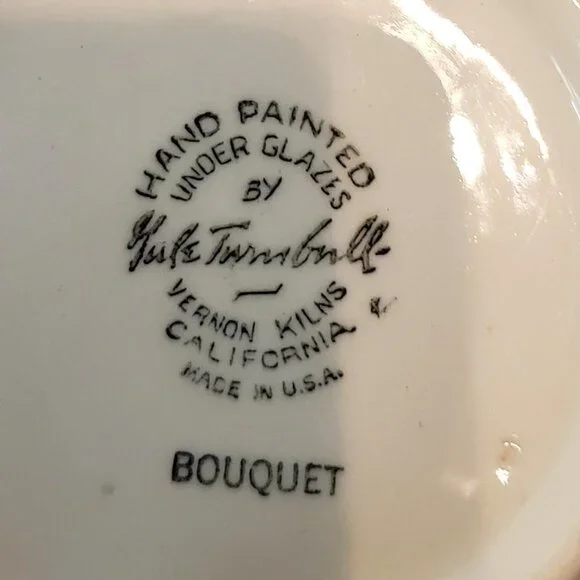 HAND PAINTED
UNDER GLAZES
BY
Gale Turnbull
VERNON KILNS
CALIFORNIA
MADE IN U.S.A.
BOUQUET